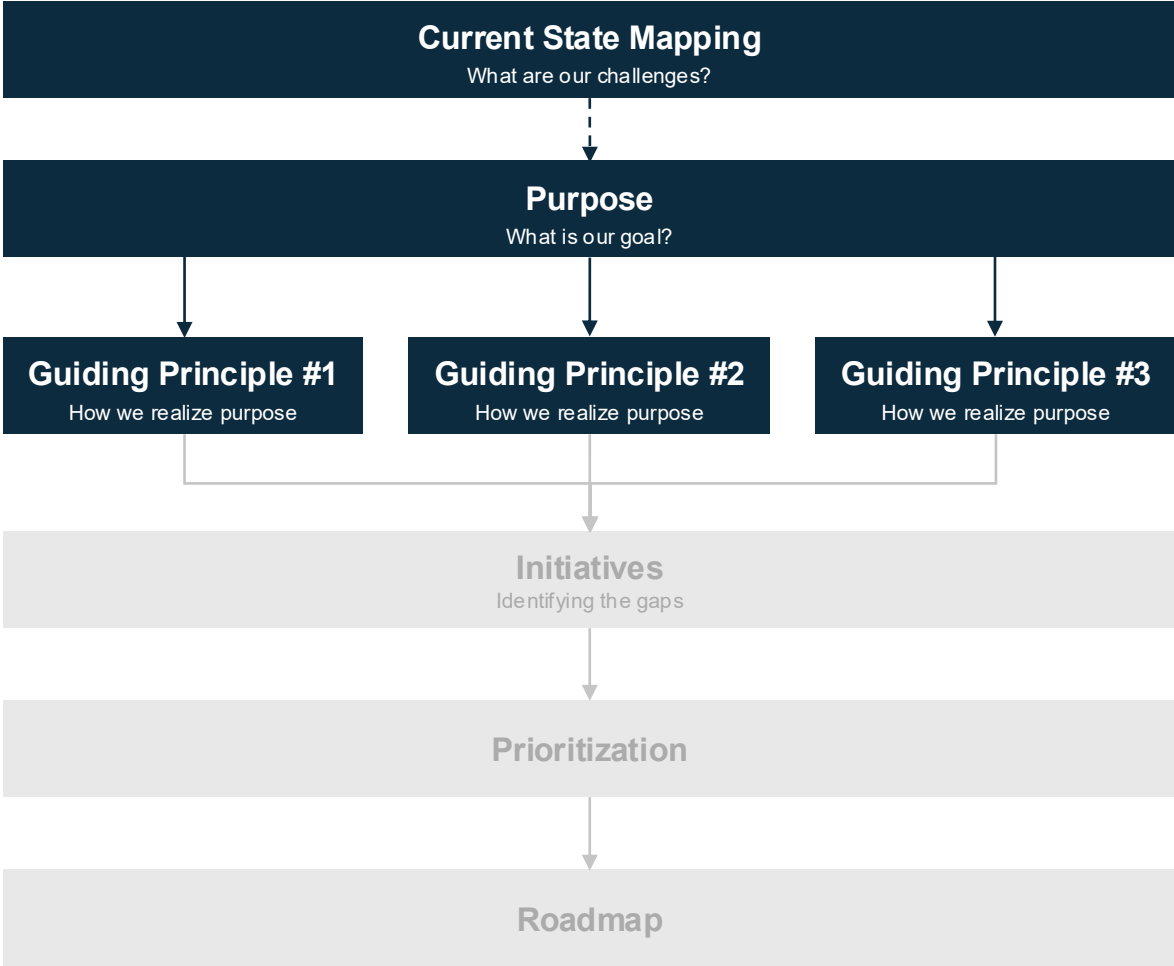 Current State Mapping
What are our challenges?
Purpose
What is our goal?
Guiding Principle #1
How we realize purpose
Guiding Principle #2
How we realize purpose
Guiding Principle #3
How we realize purpose
Initiatives
Identifying the gaps
Prioritization
Roadmap